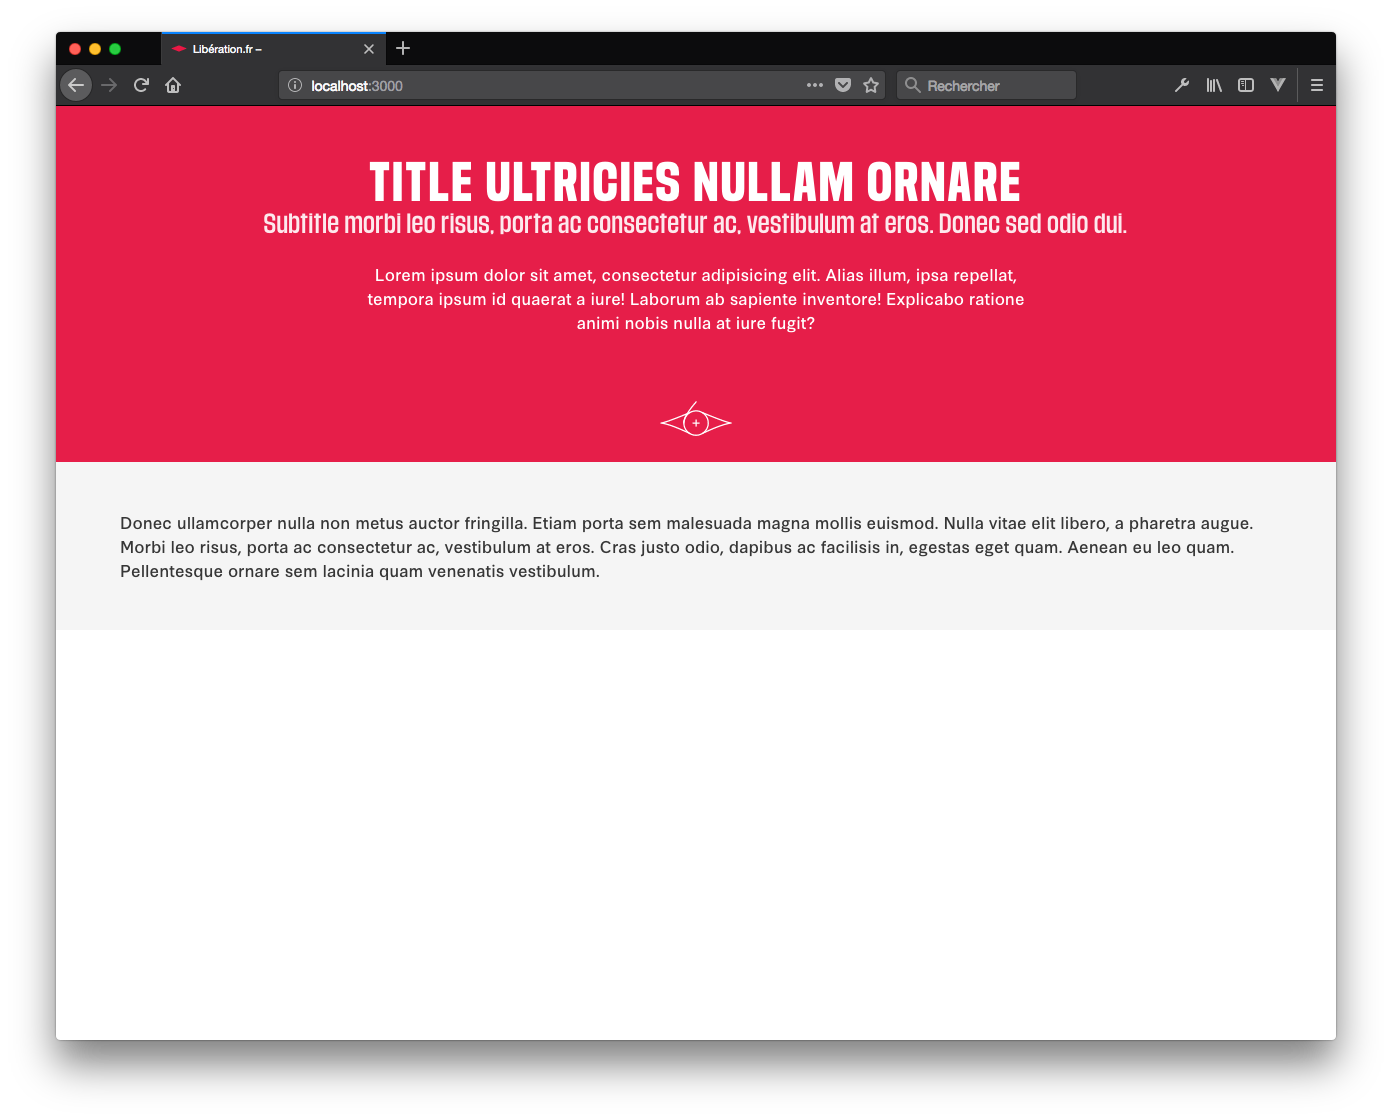 Libération.fr –
localhost:3000
Rechercher
TITLE ULTRICIES NULLAM ORNARE
Subtitle morbi leo risus, porta ac consectetur ac, vestibulum at eros. Donec sed odio dui.
Lorem ipsum dolor sit amet, consectetur adipisicing elit. Alias illum, ipsa repellat,
tempora ipsum id quaerat a iure! Laborum ab sapiente inventore! Explicabo ratione
animi nobis nulla at iure fugit?
Donec ullamcorper nulla non metus auctor fringilla. Etiam porta sem malesuada magna mollis euismod. Nulla vitae elit libero, a pharetra augue.
Morbi leo risus, porta ac consectetur ac, vestibulum at eros. Cras justo odio, dapibus ac facilisis in, egestas eget quam. Aenean eu leo quam.
Pellentesque ornare sem lacinia quam venenatis vestibulum.